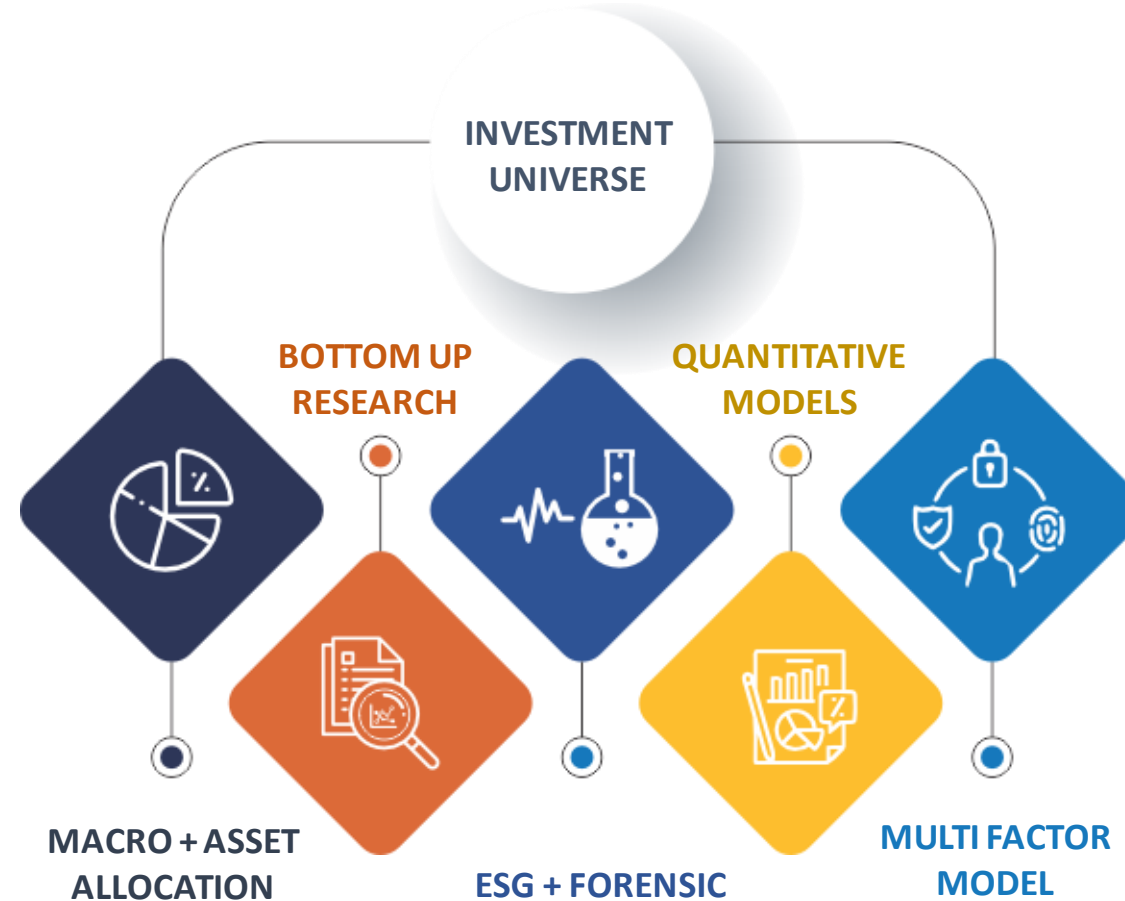 INVESTMENT
UNIVERSE
BOTTOM UP
RESEARCH
QUANTITATIVE
MODELS
MACRO + ASSET
ALLOCATION
ESG + FORENSIC
MULTI FACTOR
MODEL